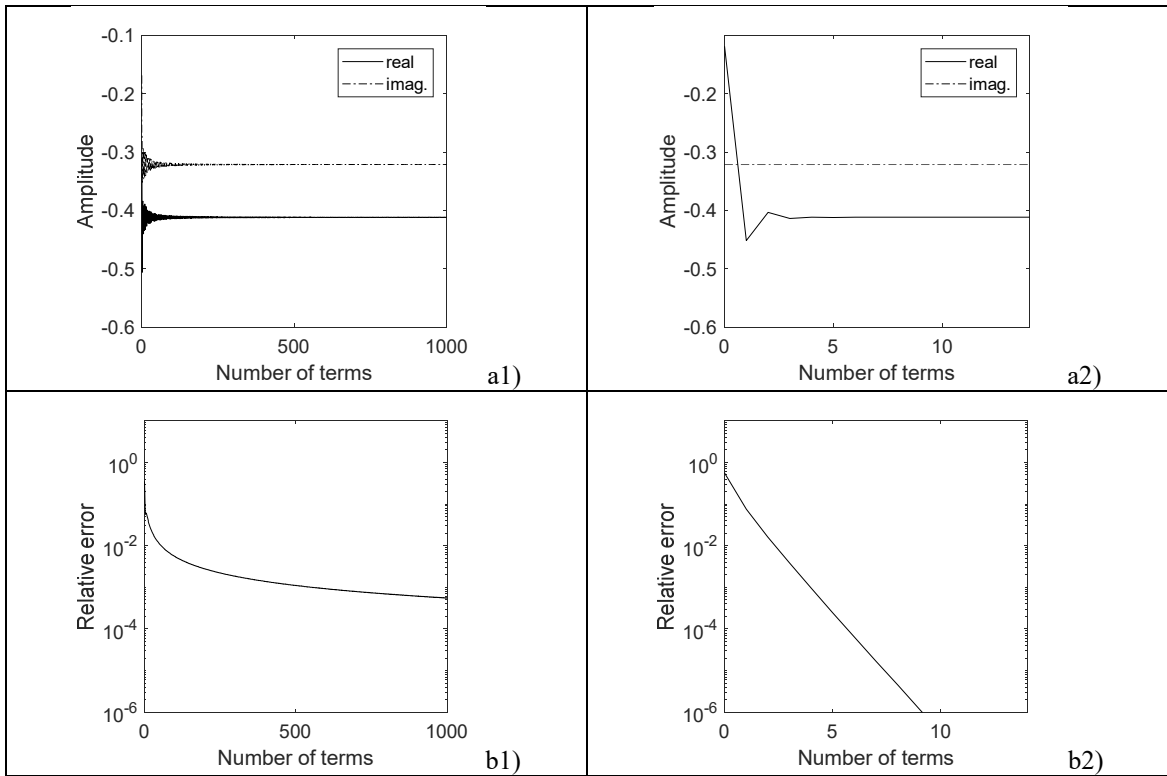 -0.1
-0.2
-0.3
-0.4
-0.5
-0.6
Amplitude
real
imag.
0 500 1000
Number of terms
a1)
-0.2
-0.3
-0.4
-0.5
-0.6
Amplitude
real
imag.
0 5 10
Number of terms
a2)
10^0
10^-2
10^-4
10^-6
Relative error
0 500 1000
Number of terms
b1)
10^0
10^-2
10^-4
10^-6
Relative error
0 5 10
Number of terms
b2)